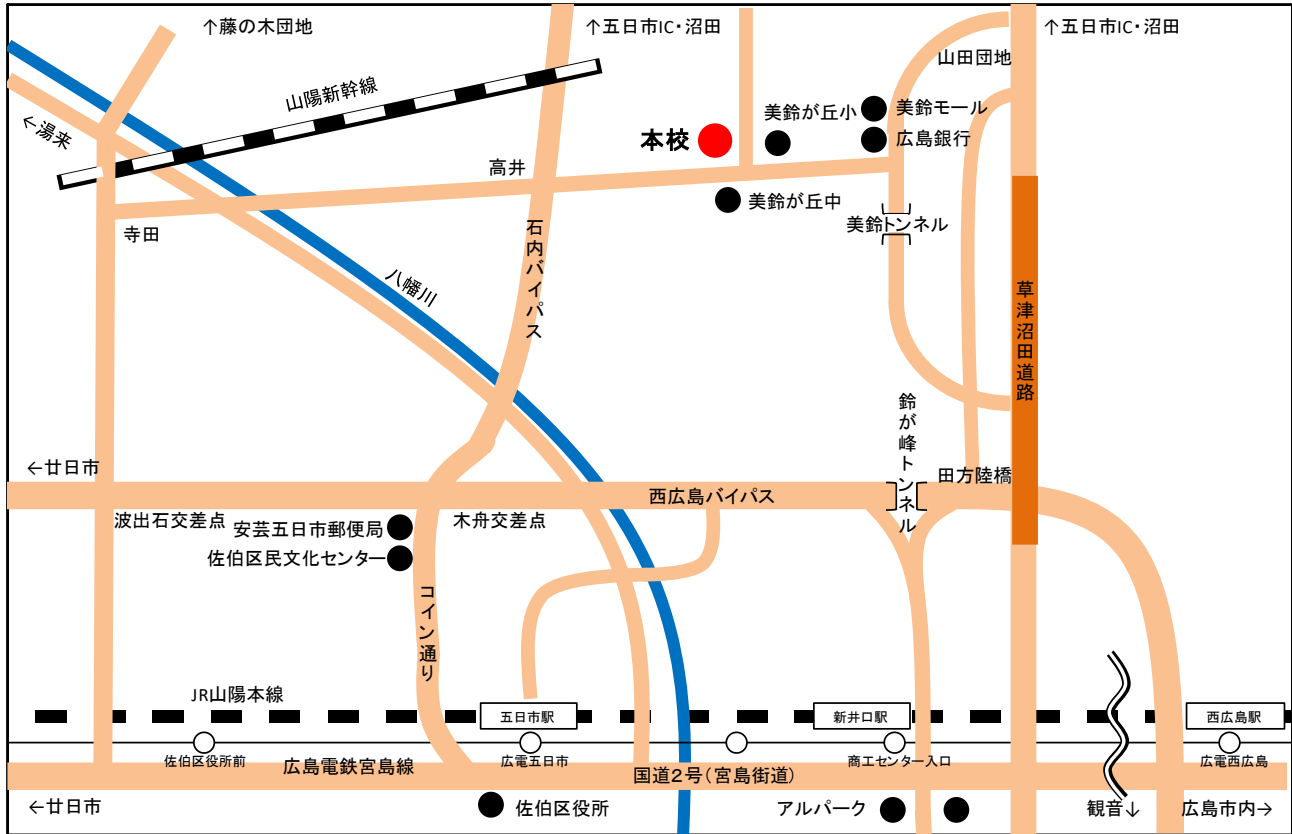 ↑藤の木団地
↑五日市IC・沼田
↑五日市IC・沼田
山田団地
山陽新幹線
美鈴が丘小
美鈴モール
←湯来
本校
広島銀行
高井
美鈴が丘中
寺田
美鈴トンネル
石内バイパス
八幡川
草津沼田道路
鈴が峰トンネル
←廿日市
田方陸橋
西広島バイパス
波出石交差点
安芸五日市郵便局
木舟交差点
佐伯区民文化センター
コイン通り
JR山陽本線
五日市駅
新井口駅
西広島駅
佐伯区役所前
広島電鉄宮島線
広電五日市
商工センター入口
広電西広島
国道2号(宮島街道)
←廿日市
佐伯区役所
アルパーク
観音↓
広島市内→